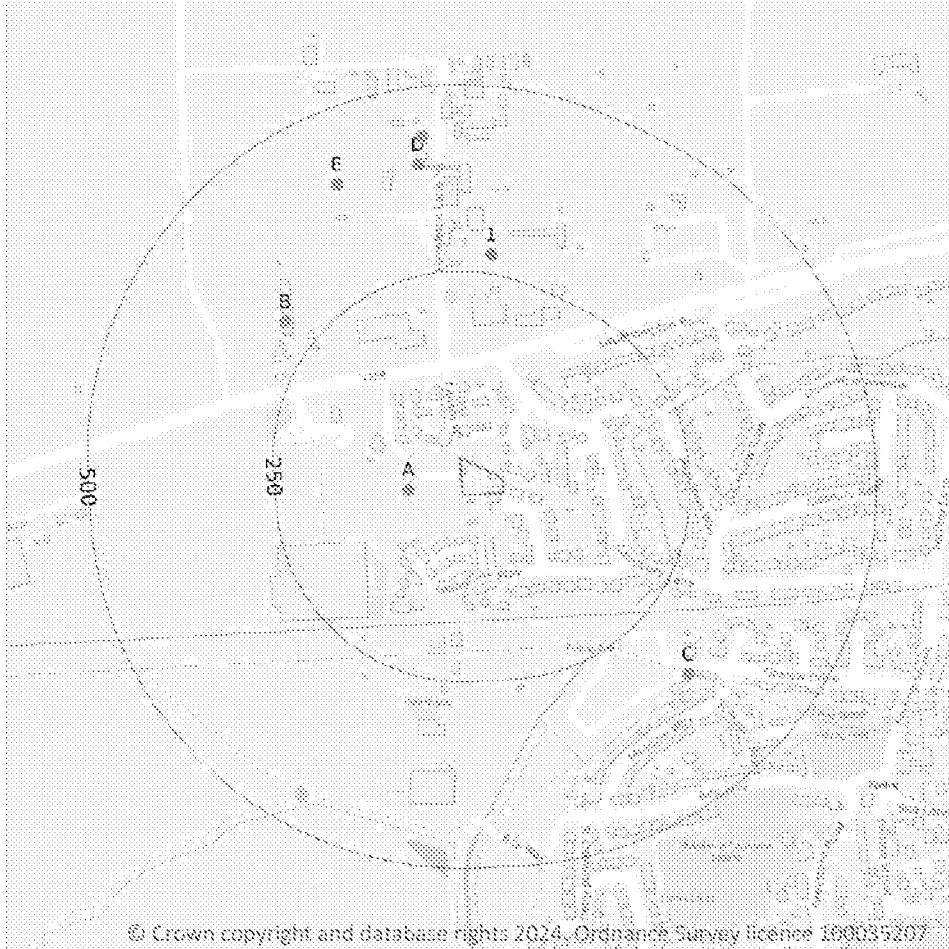 D
E
1
B
A
250
500
C
© Crown copyright and database rights 2024. Ordnance Survey licence 100035207